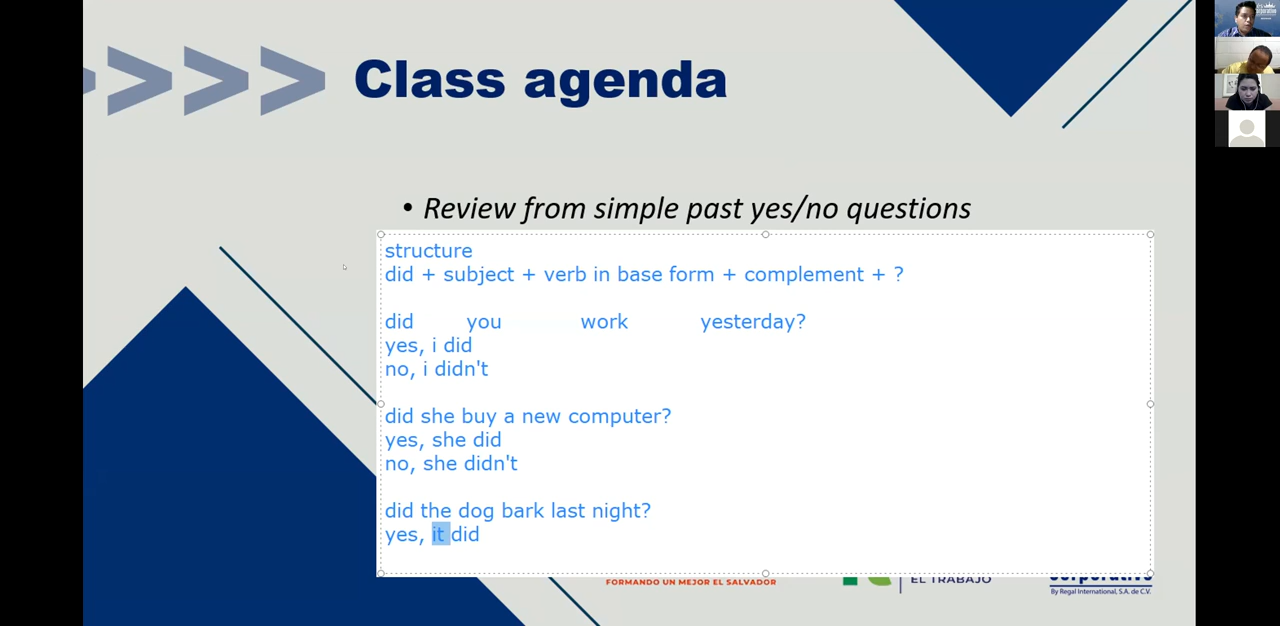 >>>>
Class agenda
• Review from simple past yes/no questions
structure
did + subject + verb in base form + complement + ?
did you work yesterday?
yes, i did
no, i didn't
did she buy a new computer?
yes, she did
no, she didn't
did the dog bark last night?
yes, it did
FORMANDO UN MEJOR EL SALVADOR
EL TRABAJO
By Regal International, S.A. de C.V.